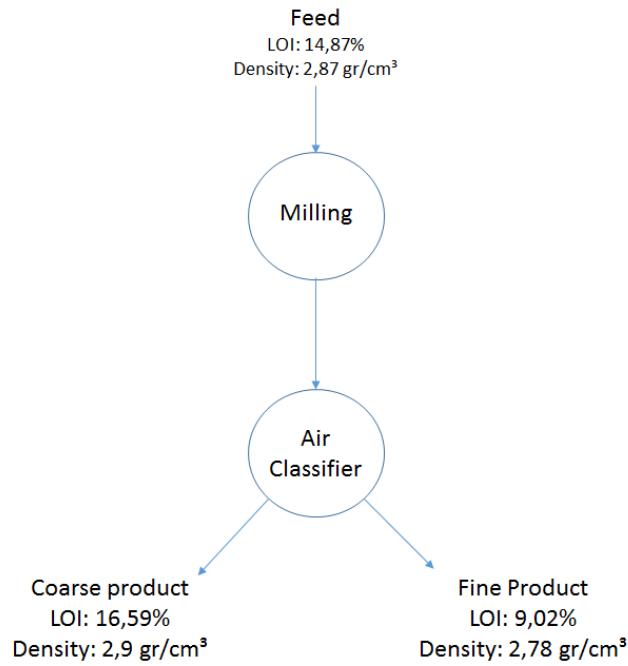 Feed
LOI: 14,87%
Density: 2,87 gr/cm³
Milling
Air
Classifier
Coarse product
LOI: 16,59%
Density: 2,9 gr/cm³
Fine Product
LOI: 9,02%
Density: 2,78 gr/cm³